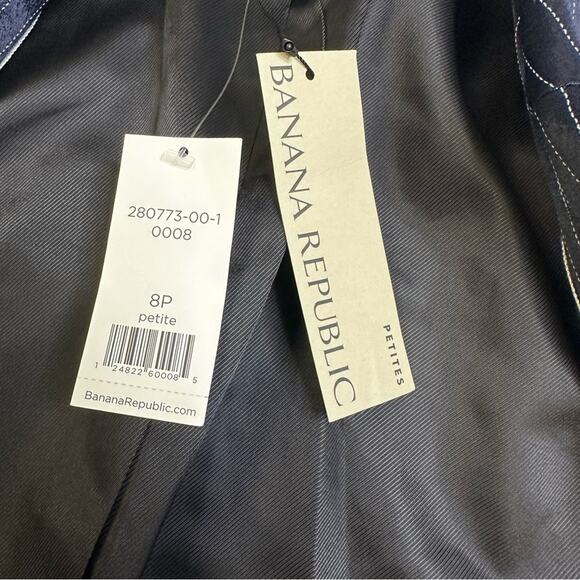 280773-00-1
0008
8P
petite
1 24822 60008 5
BananaRepublic.com
BANANA REPUBLIC
PETITES